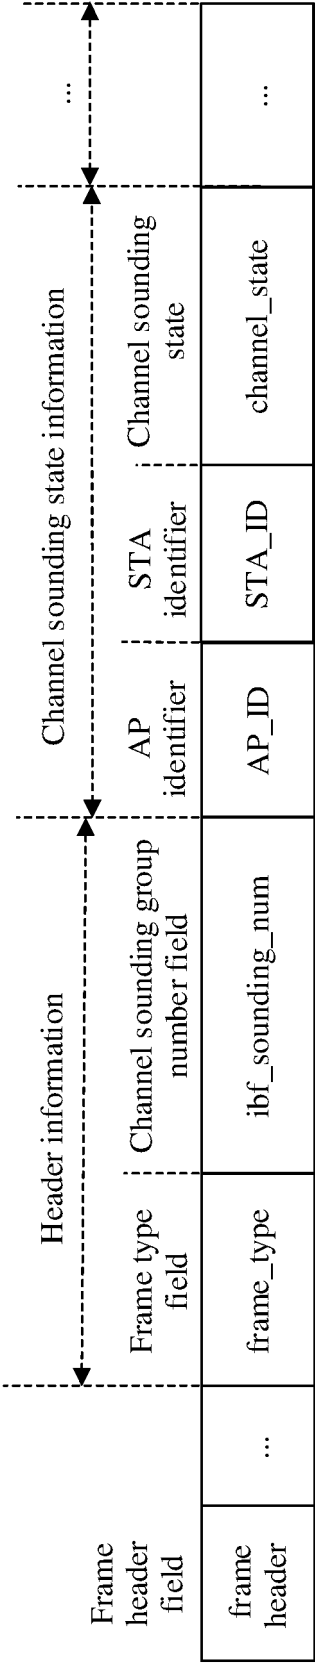 Header information
Channel sounding state information
...
Frame
header
field
Frame type
field
Channel sounding group
number field
AP
identifier
STA
identifier
Channel sounding
state
frame
header
...
frame_type
ibf_sounding_num
AP_ID
STA_ID
channel_state
...